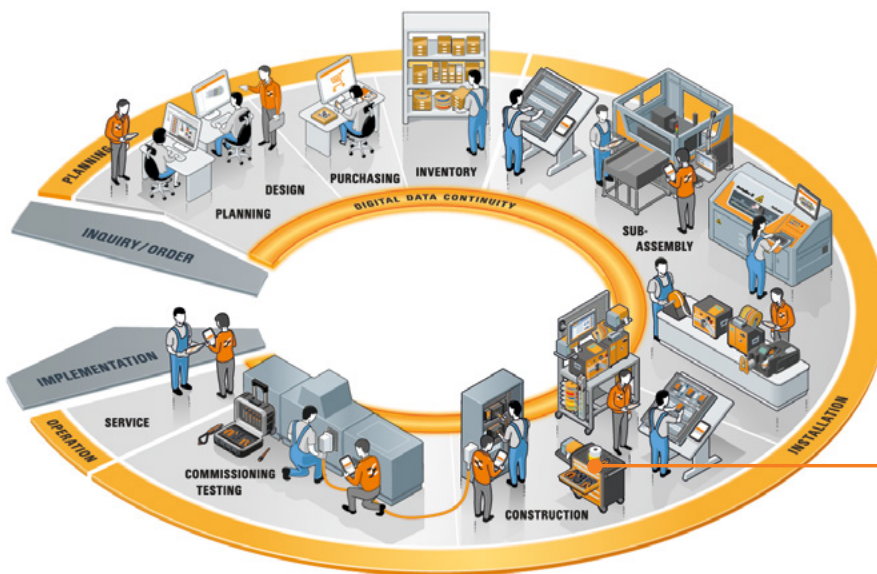 PLANNING
DESIGN
PLANNING
PURCHASING
INVENTORY
DIGITAL DATA CONTINUITY
SUB-
ASSEMBLY
INQUIRY/ORDER
IMPLEMENTATION
OPERATION
SERVICE
COMMISSIONING
TESTING
CONSTRUCTION
INSTALLATION